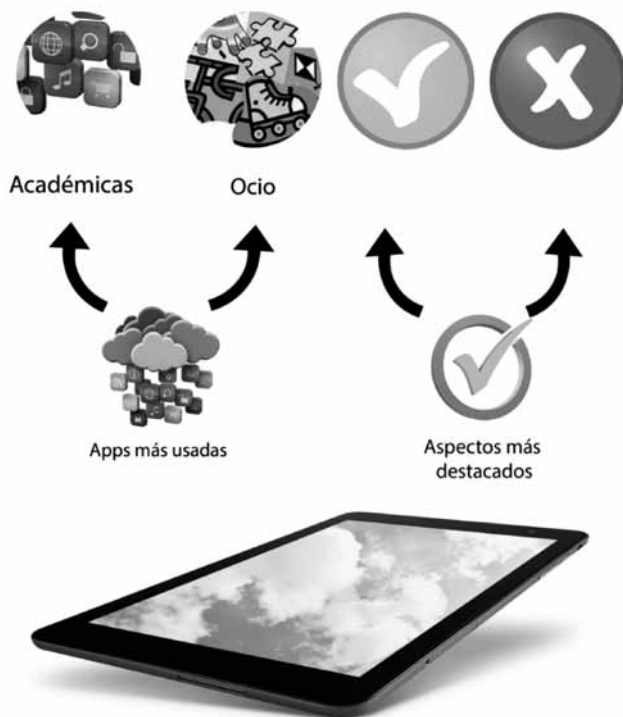 Académicas
Ocio
Apps más usadas
Aspectos más
destacados